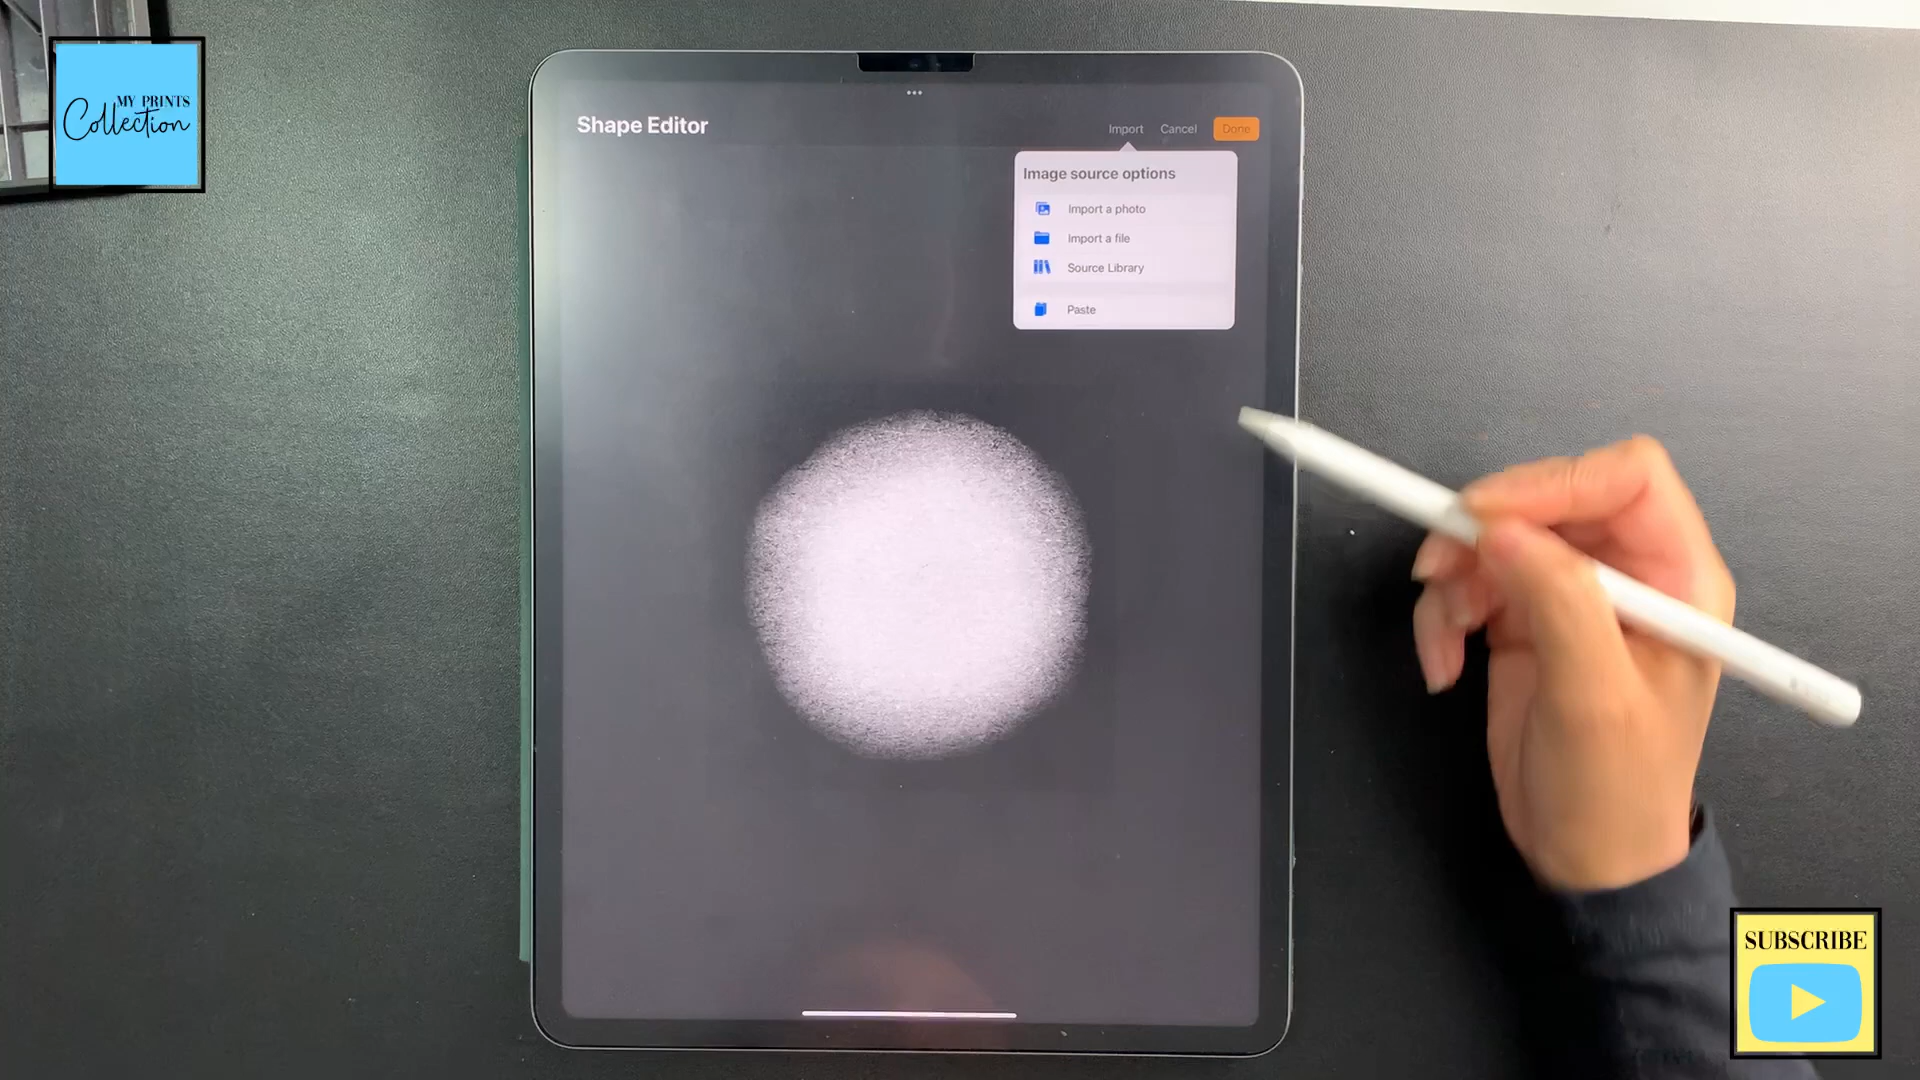 MY PRINTS
Collection
Shape Editor
Import
Cancel
Done
Image source options
Import a photo
Import a file
Source Library
Paste
SUBSCRIBE